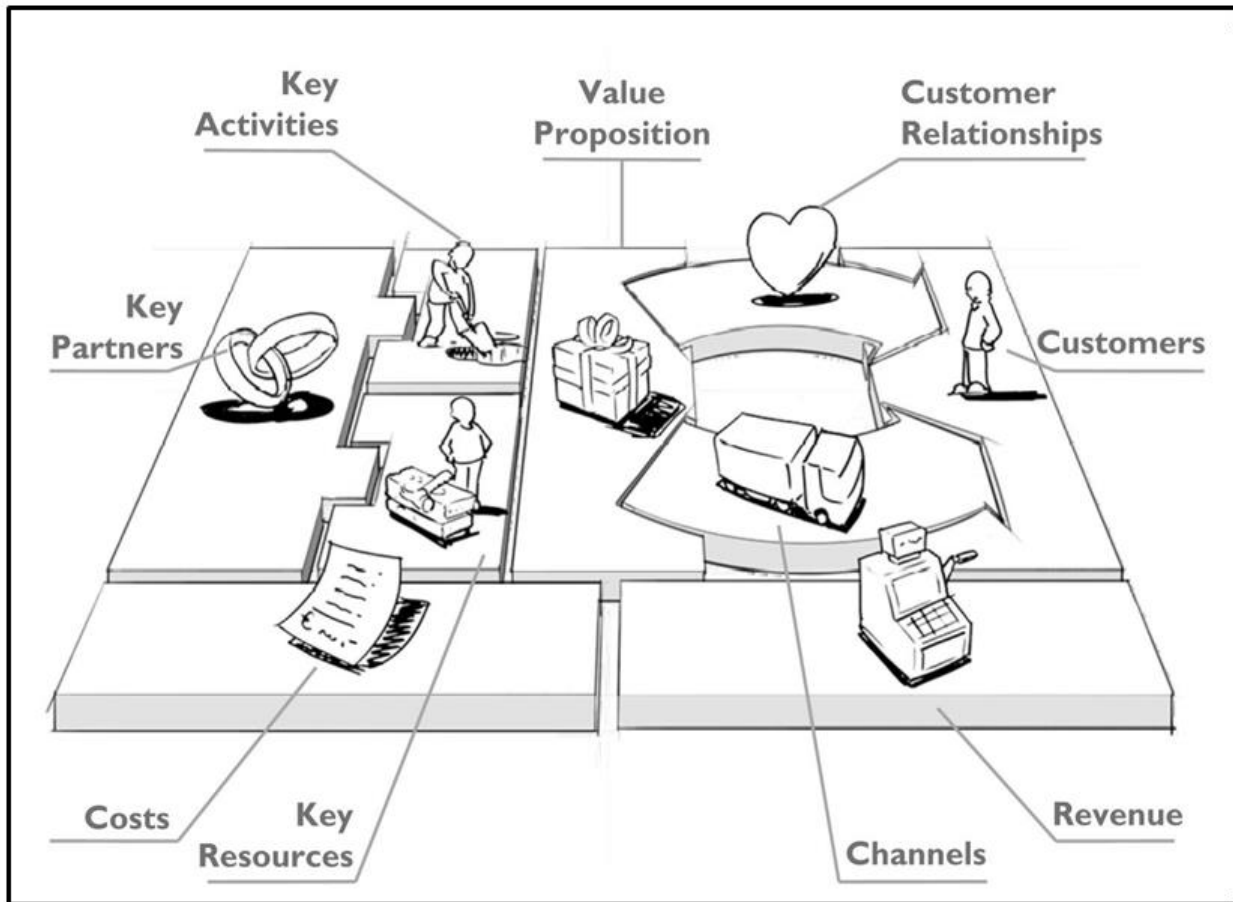 Key
Activities
Value
Proposition
Customer
Relationships
Key
Partners
Customers
Costs
Key
Resources
Channels
Revenue